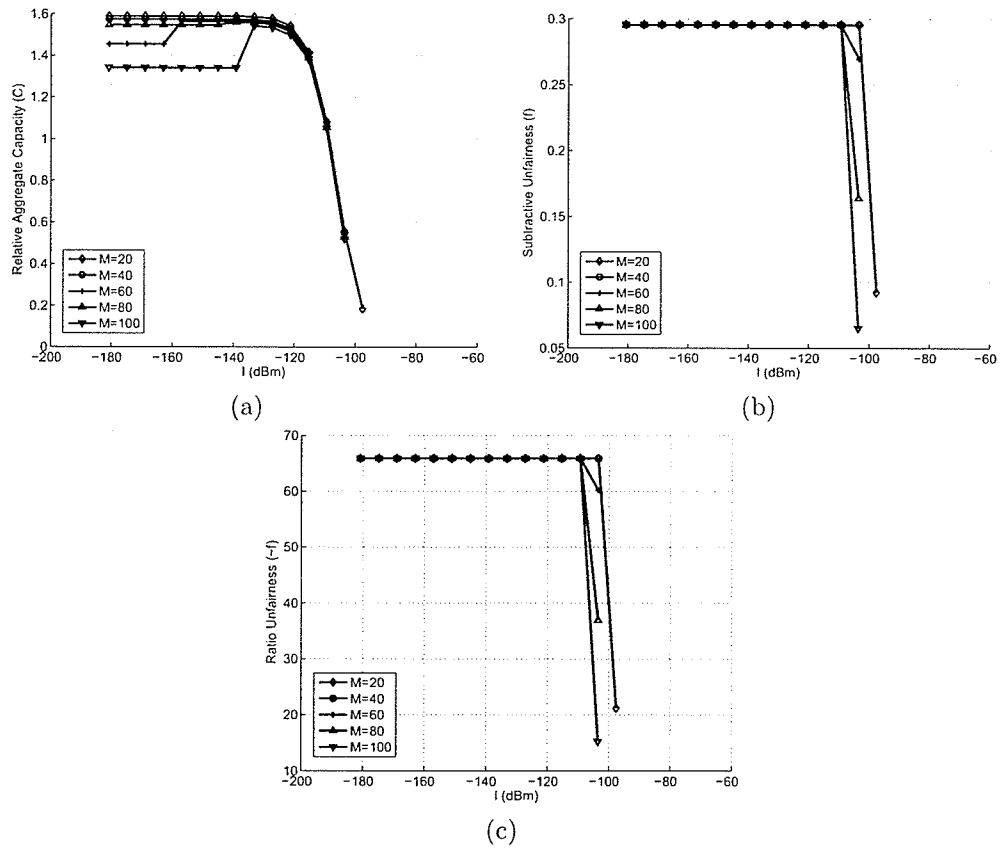 1.6
1.4
1.2
1
0.8
0.6
0.4
0.2
0
Relative Aggregate Capacity (C)
M=20
M=40
M=60
M=80
M=100
−200 −180 −160 −140 −120 −100 −80 −60
I (dBm)
(a)
0.3
0.25
0.2
0.15
0.1
0.05
Subtractive Unfairness (f)
M=20
M=40
M=60
M=80
M=100
−200 −180 −160 −140 −120 −100 −80 −60
I (dBm)
(b)
70
60
50
40
30
20
10
Ratio Unfairness (~f)
M=20
M=40
M=60
M=80
M=100
−200 −180 −160 −140 −120 −100 −80 −60
I (dBm)
(c)